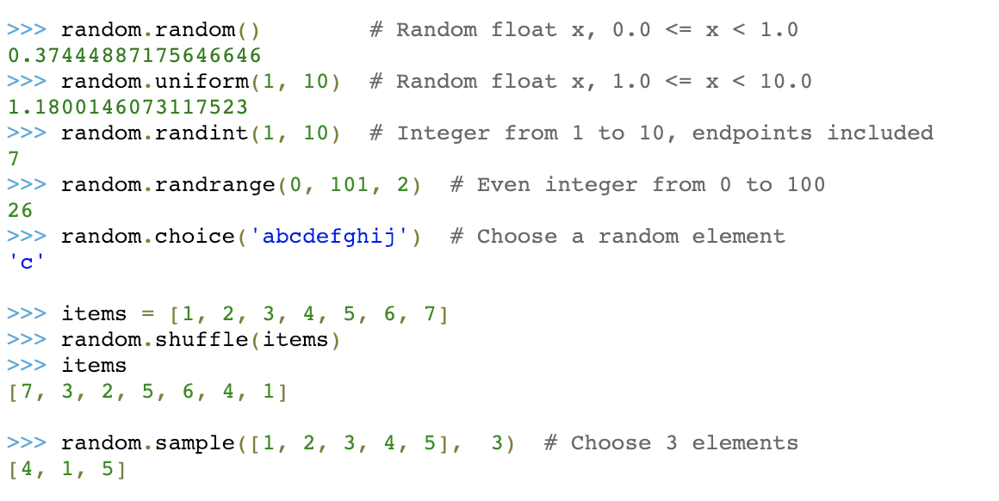 >>> random.random()        # Random float x, 0.0 <= x < 1.0
0.37444887175646646
>>> random.uniform(1, 10)  # Random float x, 1.0 <= x < 10.0
1.1800146073117523
>>> random.randint(1, 10)  # Integer from 1 to 10, endpoints included
7
>>> random.randrange(0, 101, 2)  # Even integer from 0 to 100
26
>>> random.choice('abcdefghij')  # Choose a random element
'c'
>>> items = [1, 2, 3, 4, 5, 6, 7]
>>> random.shuffle(items)
>>> items
[7, 3, 2, 5, 6, 4, 1]
>>> random.sample([1, 2, 3, 4, 5],  3)  # Choose 3 elements
[4, 1, 5]